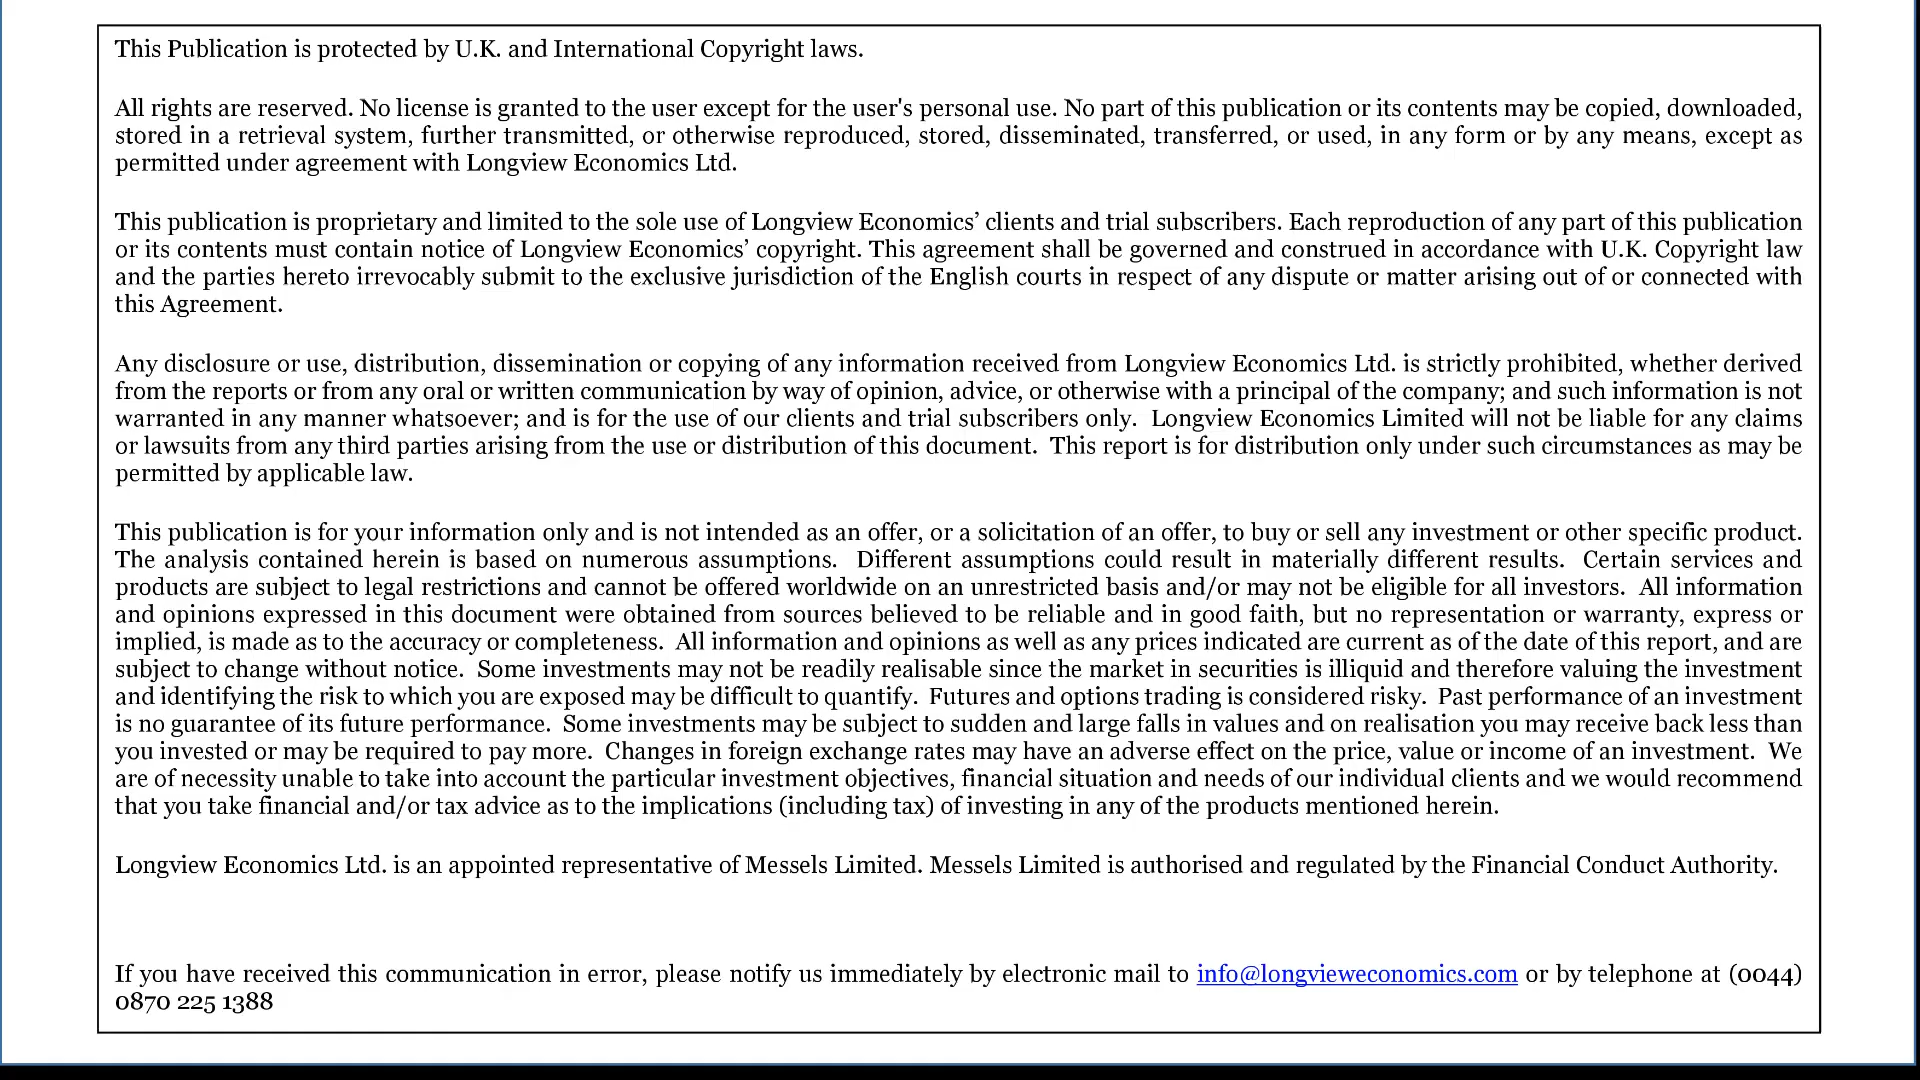 This Publication is protected by U.K. and International Copyright laws.
All rights are reserved. No license is granted to the user except for the user's personal use. No part of this publication or its contents may be copied, downloaded,
stored in a retrieval system, further transmitted, or otherwise reproduced, stored, disseminated, transferred, or used, in any form or by any means, except as
permitted under agreement with Longview Economics Ltd.
This publication is proprietary and limited to the sole use of Longview Economics’ clients and trial subscribers. Each reproduction of any part of this publication
or its contents must contain notice of Longview Economics’ copyright. This agreement shall be governed and construed in accordance with U.K. Copyright law
and the parties hereto irrevocably submit to the exclusive jurisdiction of the English courts in respect of any dispute or matter arising out of or connected with
this Agreement.
Any disclosure or use, distribution, dissemination or copying of any information received from Longview Economics Ltd. is strictly prohibited, whether derived
from the reports or from any oral or written communication by way of opinion, advice, or otherwise with a principal of the company; and such information is not
warranted in any manner whatsoever; and is for the use of our clients and trial subscribers only.  Longview Economics Limited will not be liable for any claims
or lawsuits from any third parties arising from the use or distribution of this document.  This report is for distribution only under such circumstances as may be
permitted by applicable law.
This publication is for your information only and is not intended as an offer, or a solicitation of an offer, to buy or sell any investment or other specific product.
The analysis contained herein is based on numerous assumptions.  Different assumptions could result in materially different results.  Certain services and
products are subject to legal restrictions and cannot be offered worldwide on an unrestricted basis and/or may not be eligible for all investors.  All information
and opinions expressed in this document were obtained from sources believed to be reliable and in good faith, but no representation or warranty, express or
implied, is made as to the accuracy or completeness.  All information and opinions as well as any prices indicated are current as of the date of this report, and are
subject to change without notice.  Some investments may not be readily realisable since the market in securities is illiquid and therefore valuing the investment
and identifying the risk to which you are exposed may be difficult to quantify.  Futures and options trading is considered risky.  Past performance of an investment
is no guarantee of its future performance.  Some investments may be subject to sudden and large falls in values and on realisation you may receive back less than
you invested or may be required to pay more.  Changes in foreign exchange rates may have an adverse effect on the price, value or income of an investment.  We
are of necessity unable to take into account the particular investment objectives, financial situation and needs of our individual clients and we would recommend
that you take financial and/or tax advice as to the implications (including tax) of investing in any of the products mentioned herein.
Longview Economics Ltd. is an appointed representative of Messels Limited. Messels Limited is authorised and regulated by the Financial Conduct Authority.
If you have received this communication in error, please notify us immediately by electronic mail to info@longvieweconomics.com or by telephone at (0044)
0870 225 1388